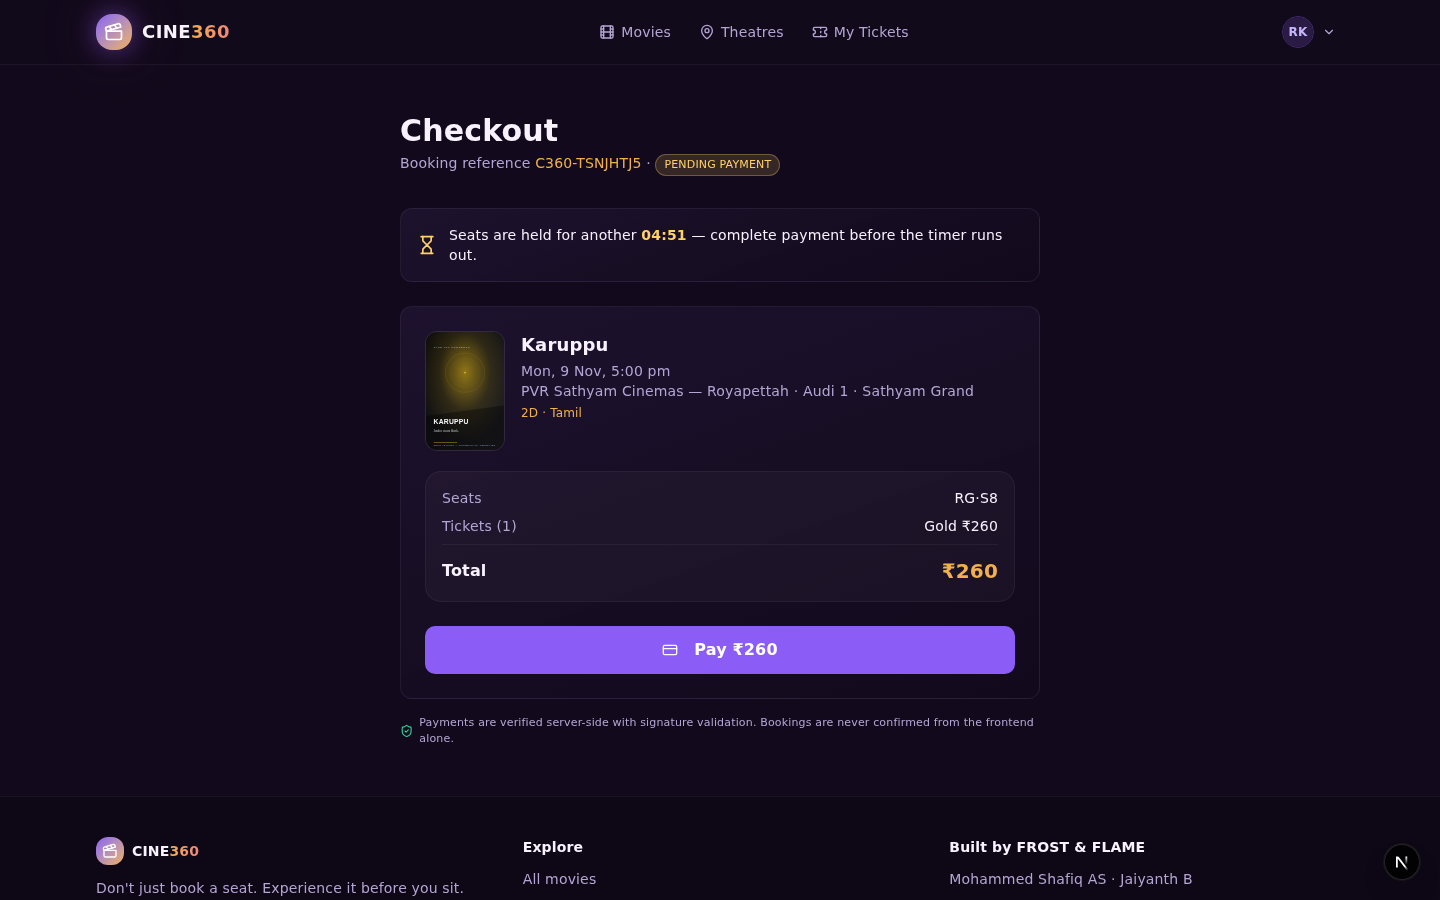 CINE360
Movies
Theatres
My Tickets
RK
Checkout
Booking reference C360-TSNJHTJ5 · PENDING PAYMENT
Seats are held for another 04:51 — complete payment before the timer runs
out.
KARUPPU
Karuppu
Mon, 9 Nov, 5:00 pm
PVR Sathyam Cinemas — Royapettah · Audi 1 · Sathyam Grand
2D · Tamil
Seats RG·S8
Tickets (1) Gold ₹260
Total ₹260
Pay ₹260
Payments are verified server-side with signature validation. Bookings are never confirmed from the frontend
alone.
CINE360
Don't just book a seat. Experience it before you sit.
Explore
All movies
Built by FROST & FLAME
Mohammed Shafiq AS · Jaiyanth B
N